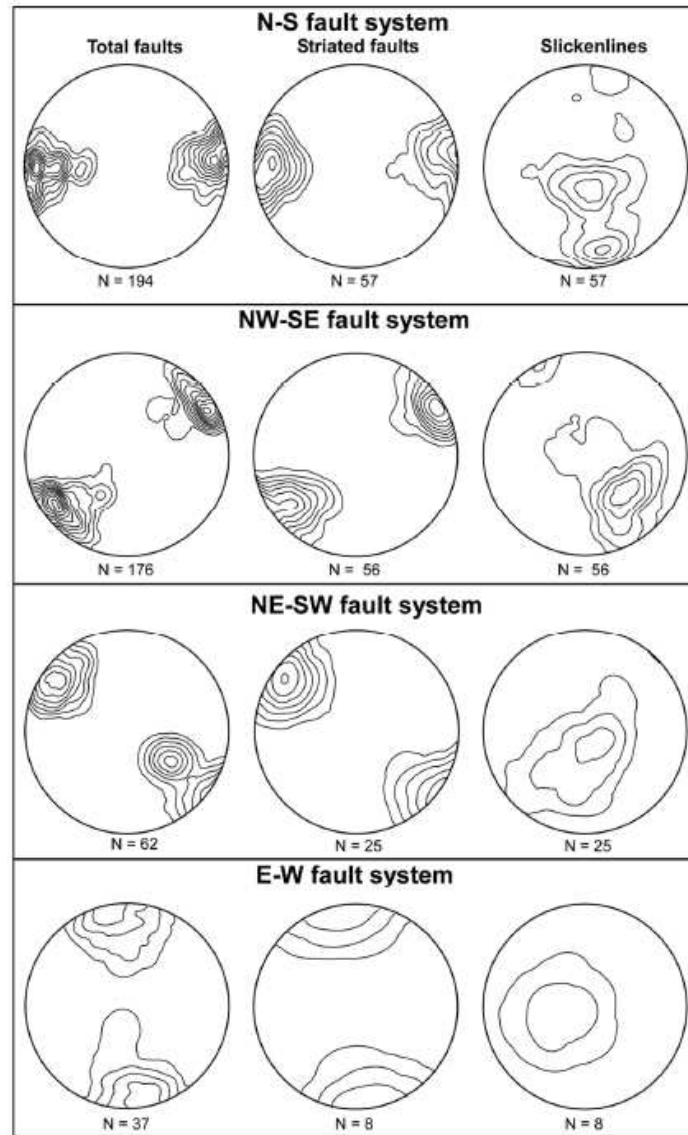 N-S fault system
Total faults Striated faults Slickenlines
N = 194 N = 57 N = 57
NW-SE fault system
N = 176 N = 56 N = 56
NE-SW fault system
N = 62 N = 25 N = 25
E-W fault system
N = 37 N = 8 N = 8